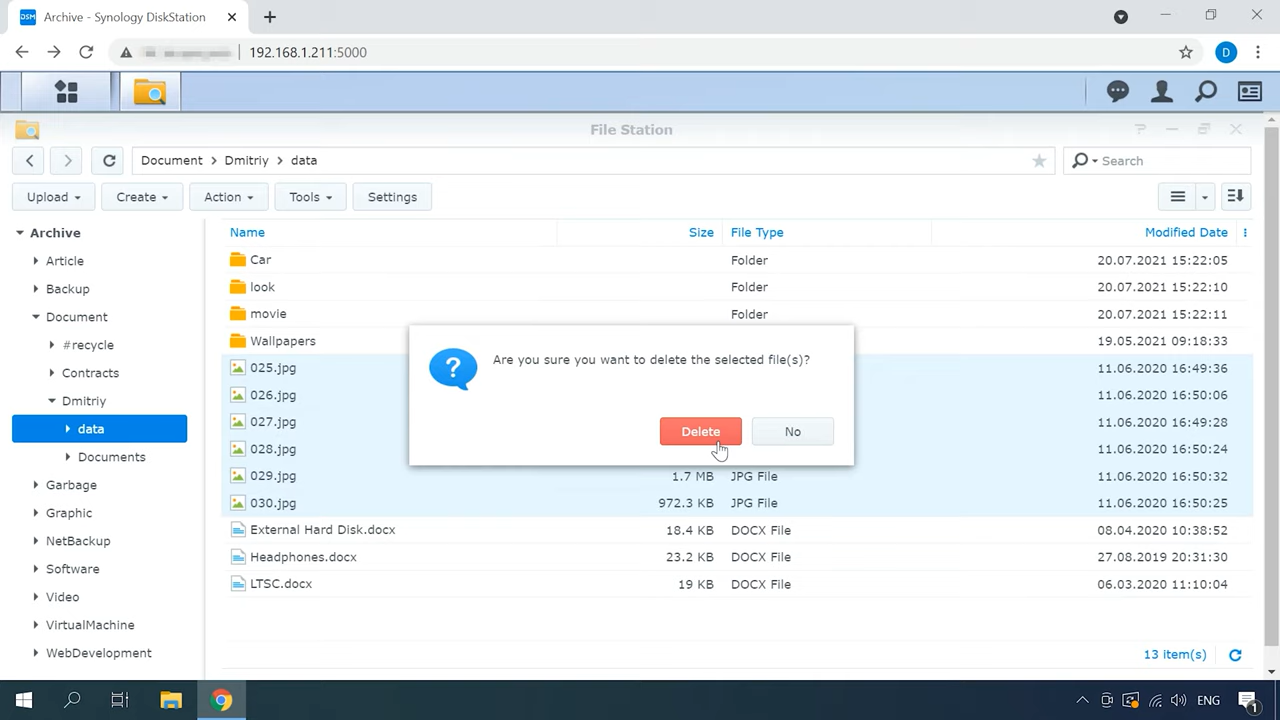 DSM Archive - Synology DiskStation
192.168.1.211:5000
D
File Station
Document Dmitriy data
Search
Upload Create Action Tools Settings
Archive
Article
Backup
Document
#recycle
Contracts
Dmitriy
data
Documents
Garbage
Graphic
NetBackup
Software
Video
VirtualMachine
WebDevelopment
Name Size File Type Modified Date
Car Folder 20.07.2021 15:22:05
look Folder 20.07.2021 15:22:10
movie Folder 20.07.2021 15:22:11
Wallpapers 19.05.2021 09:18:33
025.jpg 11.06.2020 16:49:36
026.jpg 11.06.2020 16:50:06
027.jpg 11.06.2020 16:49:28
028.jpg 11.06.2020 16:50:24
029.jpg 1.7 MB JPG File 11.06.2020 16:50:32
030.jpg 972.3 KB JPG File 11.06.2020 16:50:25
External Hard Disk.docx 18.4 KB DOCX File 08.04.2020 10:38:52
Headphones.docx 23.2 KB DOCX File 27.08.2019 20:31:30
LTSC.docx 19 KB DOCX File 06.03.2020 11:10:04
Are you sure you want to delete the selected file(s)?
Delete No
13 item(s)
ENG
1